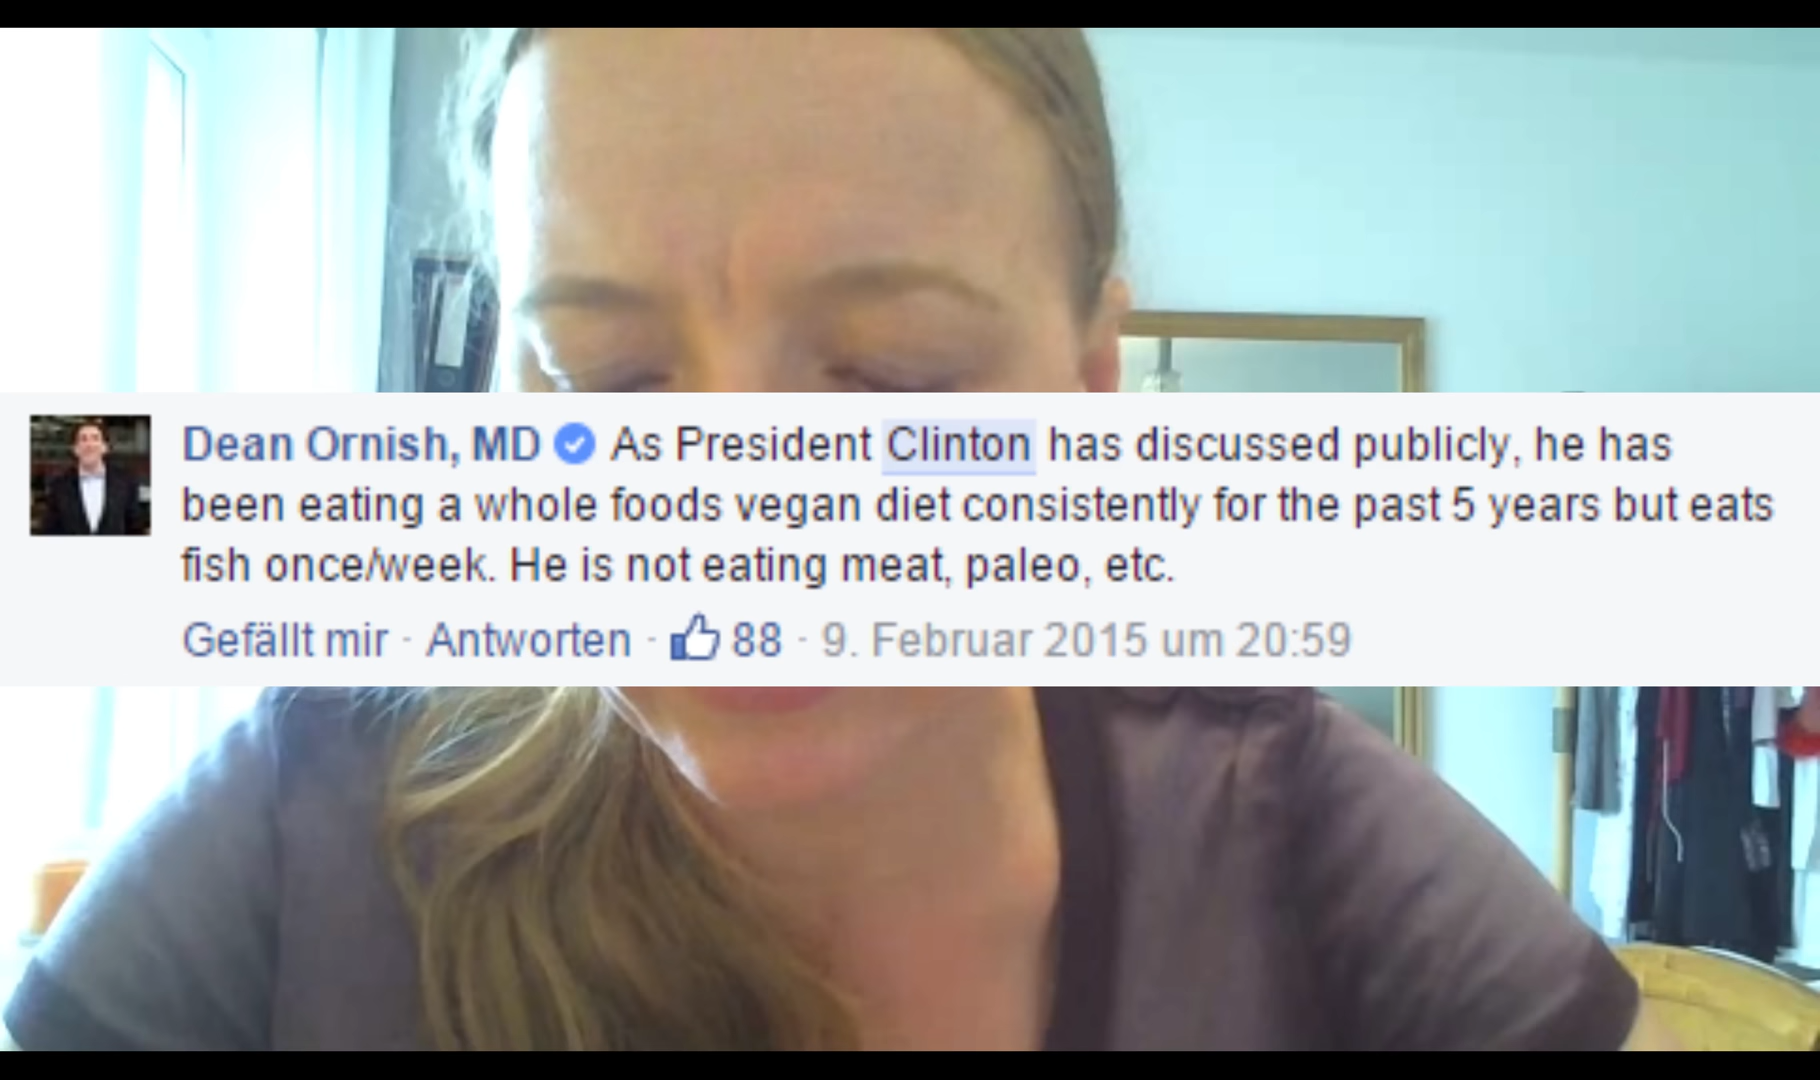 Dean Ornish, MD As President Clinton has discussed publicly, he has
been eating a whole foods vegan diet consistently for the past 5 years but eats
fish once/week. He is not eating meat, paleo, etc.
Gefällt mir · Antworten · 88 · 9. Februar 2015 um 20:59